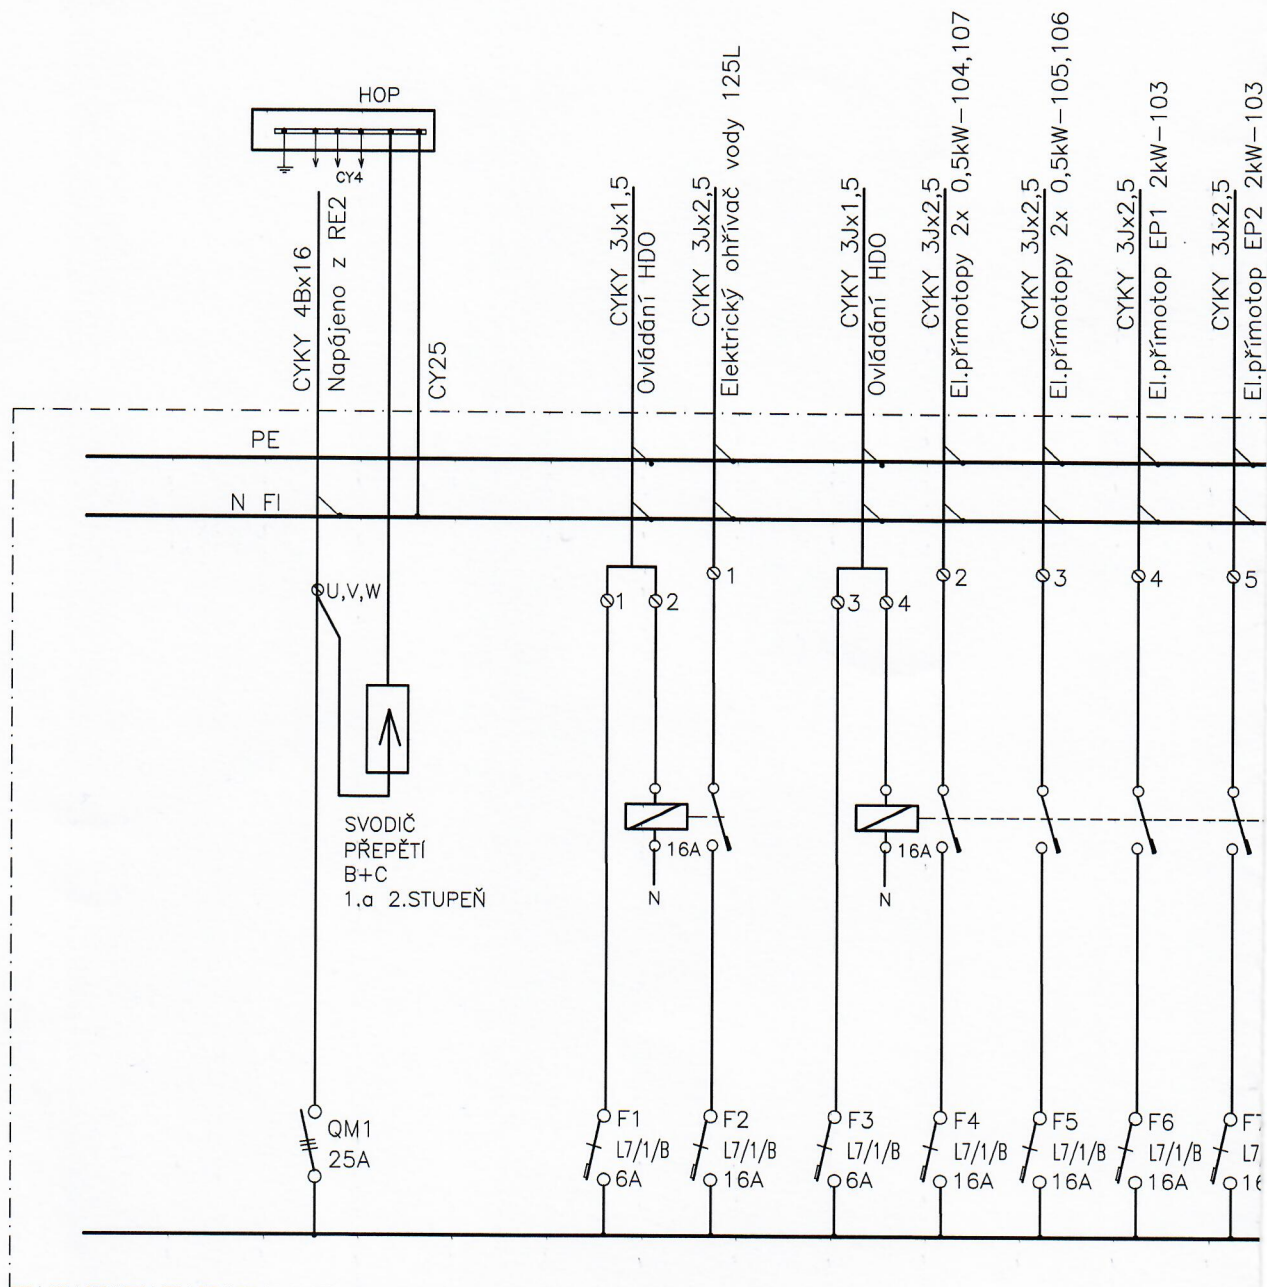 HOP
CY4
CYKY 4Bx16
Napájeno z RE2
CY25
CYKY 3Jx1,5
Ovládání HDO
CYKY 3Jx2,5
Elektrický ohřívač vody 125L
CYKY 3Jx1,5
Ovládání HDO
CYKY 3Jx2,5
El.přímotopy 2x 0,5kW-104,107
CYKY 3Jx2,5
El.přímotopy 2x 0,5kW-105,106
CYKY 3Jx2,5
El.přímotop EP1 2kW-103
CYKY 3Jx2,5
El.přímotop EP2 2kW-103
PE
N FI
U,V,W
1
2
1
3
4
2
3
4
5
SVODIČ
PŘEPĚTÍ
B+C
1.a 2.STUPEŇ
16A
N
16A
N
QM1
25A
F1
L7/1/B
6A
F2
L7/1/B
16A
F3
L7/1/B
6A
F4
L7/1/B
16A
F5
L7/1/B
16A
F6
L7/1/B
16A
F7
L7
16